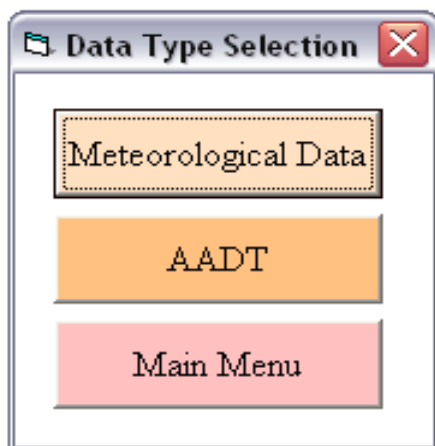 Data Type Selection
Meteorological Data
AADT
Main Menu